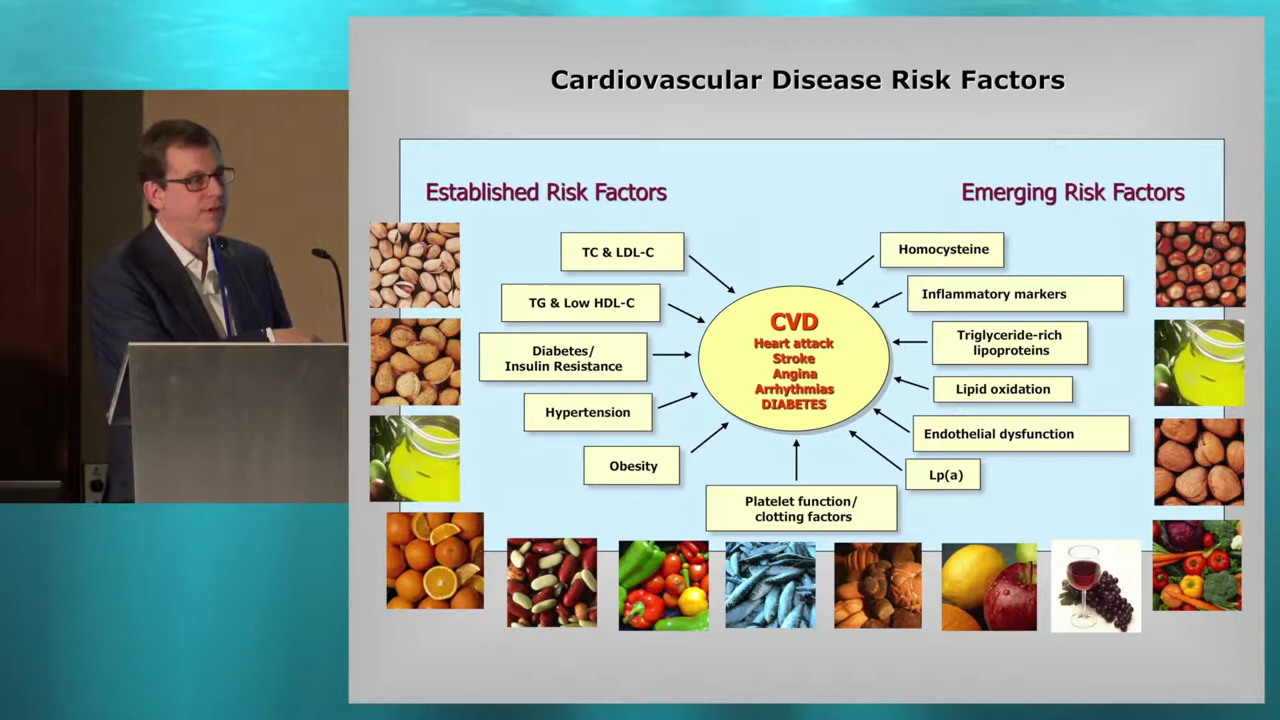 Cardiovascular Disease Risk Factors
Established Risk Factors
Emerging Risk Factors
TC & LDL-C
TG & Low HDL-C
Diabetes/
Insulin Resistance
Hypertension
Obesity
CVD
Heart attack
Stroke
Angina
Arrhythmias
DIABETES
Homocysteine
Inflammatory markers
Triglyceride-rich
lipoproteins
Lipid oxidation
Endothelial dysfunction
Lp(a)
Platelet function/
clotting factors